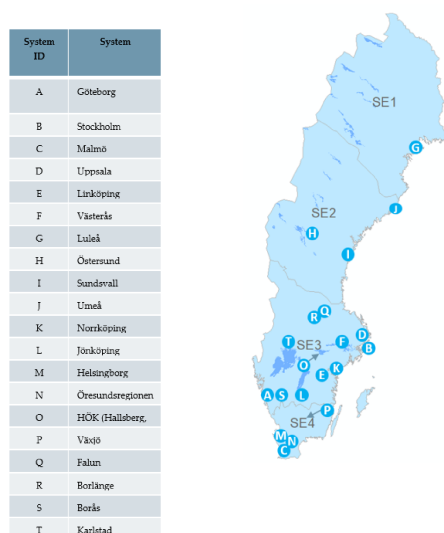 System ID System
A Göteborg
B Stockholm
C Malmö
D Uppsala
E Linköping
F Västerås
G Luleå
H Östersund
I Sundsvall
J Umeå
K Norrköping
L Jönköping
M Helsingborg
N Öresundsregionen
O HÖK (Hallsberg,
P Växjö
Q Falun
R Borlänge
S Borås
T Karlstad
SE1
G
J
SE2
H
I
R Q
T SE3 F D B
O E K
A S L
P
SE4
M N
C